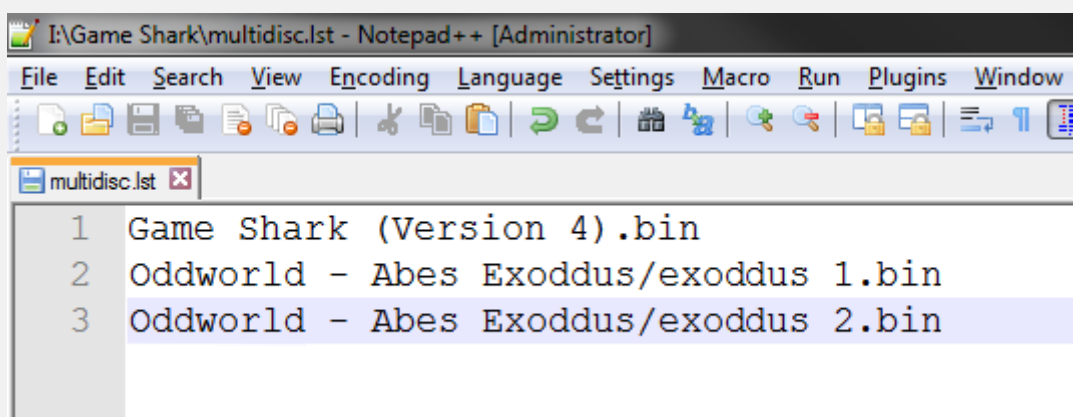 I:\Game Shark\multidisc.lst - Notepad++ [Administrator]
File Edit Search View Encoding Language Settings Macro Run Plugins Window
multidisc.lst
1 Game Shark (Version 4).bin
2 Oddworld - Abes Exoddus/exoddus 1.bin
3 Oddworld - Abes Exoddus/exoddus 2.bin